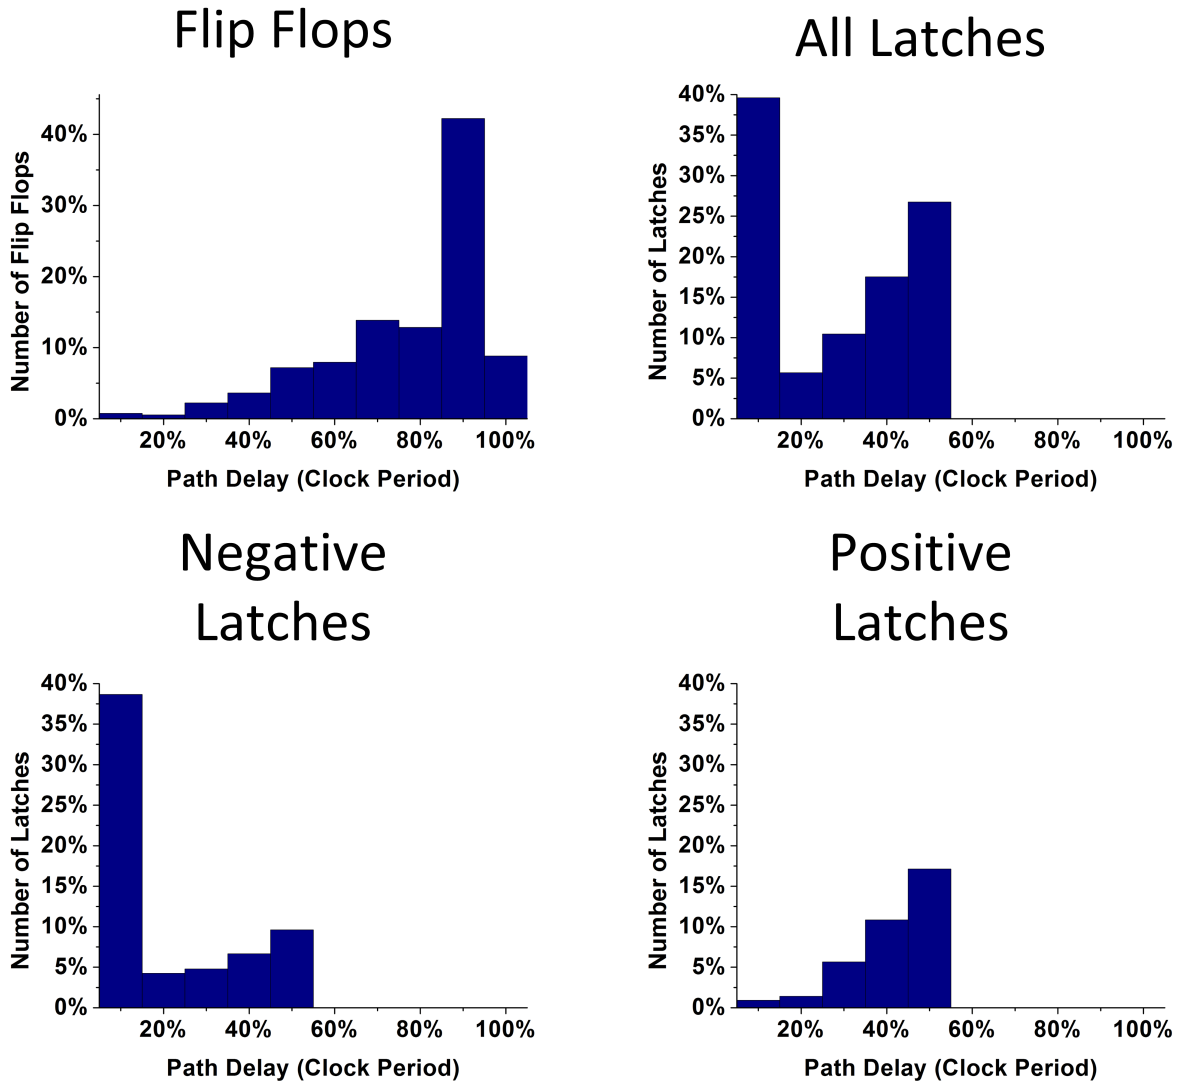 Flip Flops
Number of Flip Flops
40%
30%
20%
10%
0%
20% 40% 60% 80% 100%
Path Delay (Clock Period)
All Latches
Number of Latches
40%
35%
30%
25%
20%
15%
10%
5%
0%
20% 40% 60% 80% 100%
Path Delay (Clock Period)
Negative
Latches
Number of Latches
40%
35%
30%
25%
20%
15%
10%
5%
0%
20% 40% 60% 80% 100%
Path Delay (Clock Period)
Positive
Latches
Number of Latches
40%
35%
30%
25%
20%
15%
10%
5%
0%
20% 40% 60% 80% 100%
Path Delay (Clock Period)